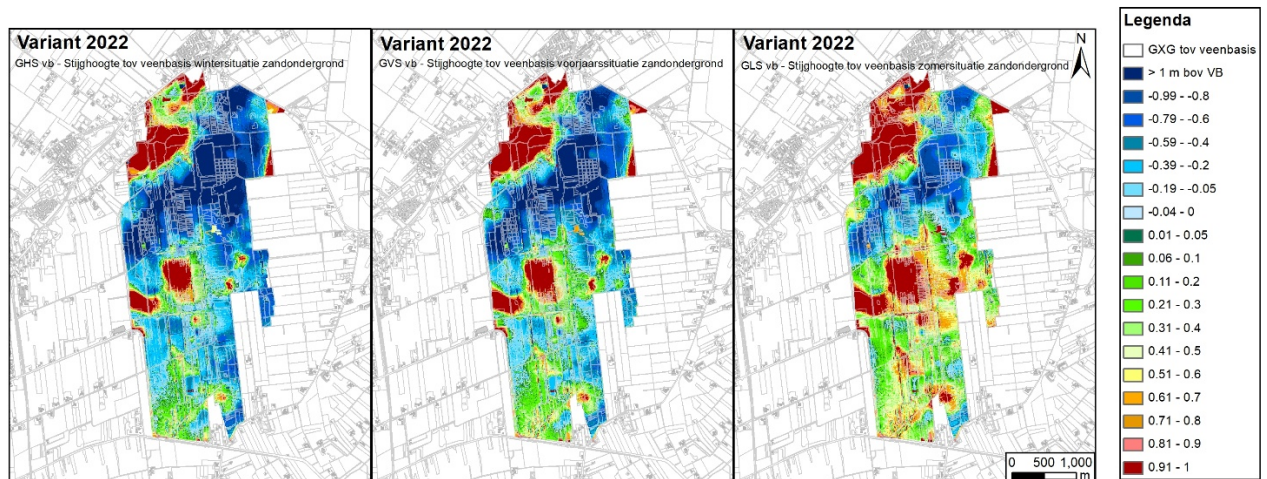 Variant 2022
GHS vb - Stijghoogte tov veenbasis wintersituatie zandondergrond
Variant 2022
GVS vb - Stijghoogte tov veenbasis voorjaarssituatie zandondergrond
Variant 2022
GLS vb - Stijghoogte tov veenbasis zomersituatie zandondergrond
N
0 500 1,000
m
Legenda
GXG tov veenbasis
> 1 m bov VB
-0.99 - -0.8
-0.79 - -0.6
-0.59 - -0.4
-0.39 - -0.2
-0.19 - -0.05
-0.04 - 0
0.01 - 0.05
0.06 - 0.1
0.11 - 0.2
0.21 - 0.3
0.31 - 0.4
0.41 - 0.5
0.51 - 0.6
0.61 - 0.7
0.71 - 0.8
0.81 - 0.9
0.91 - 1